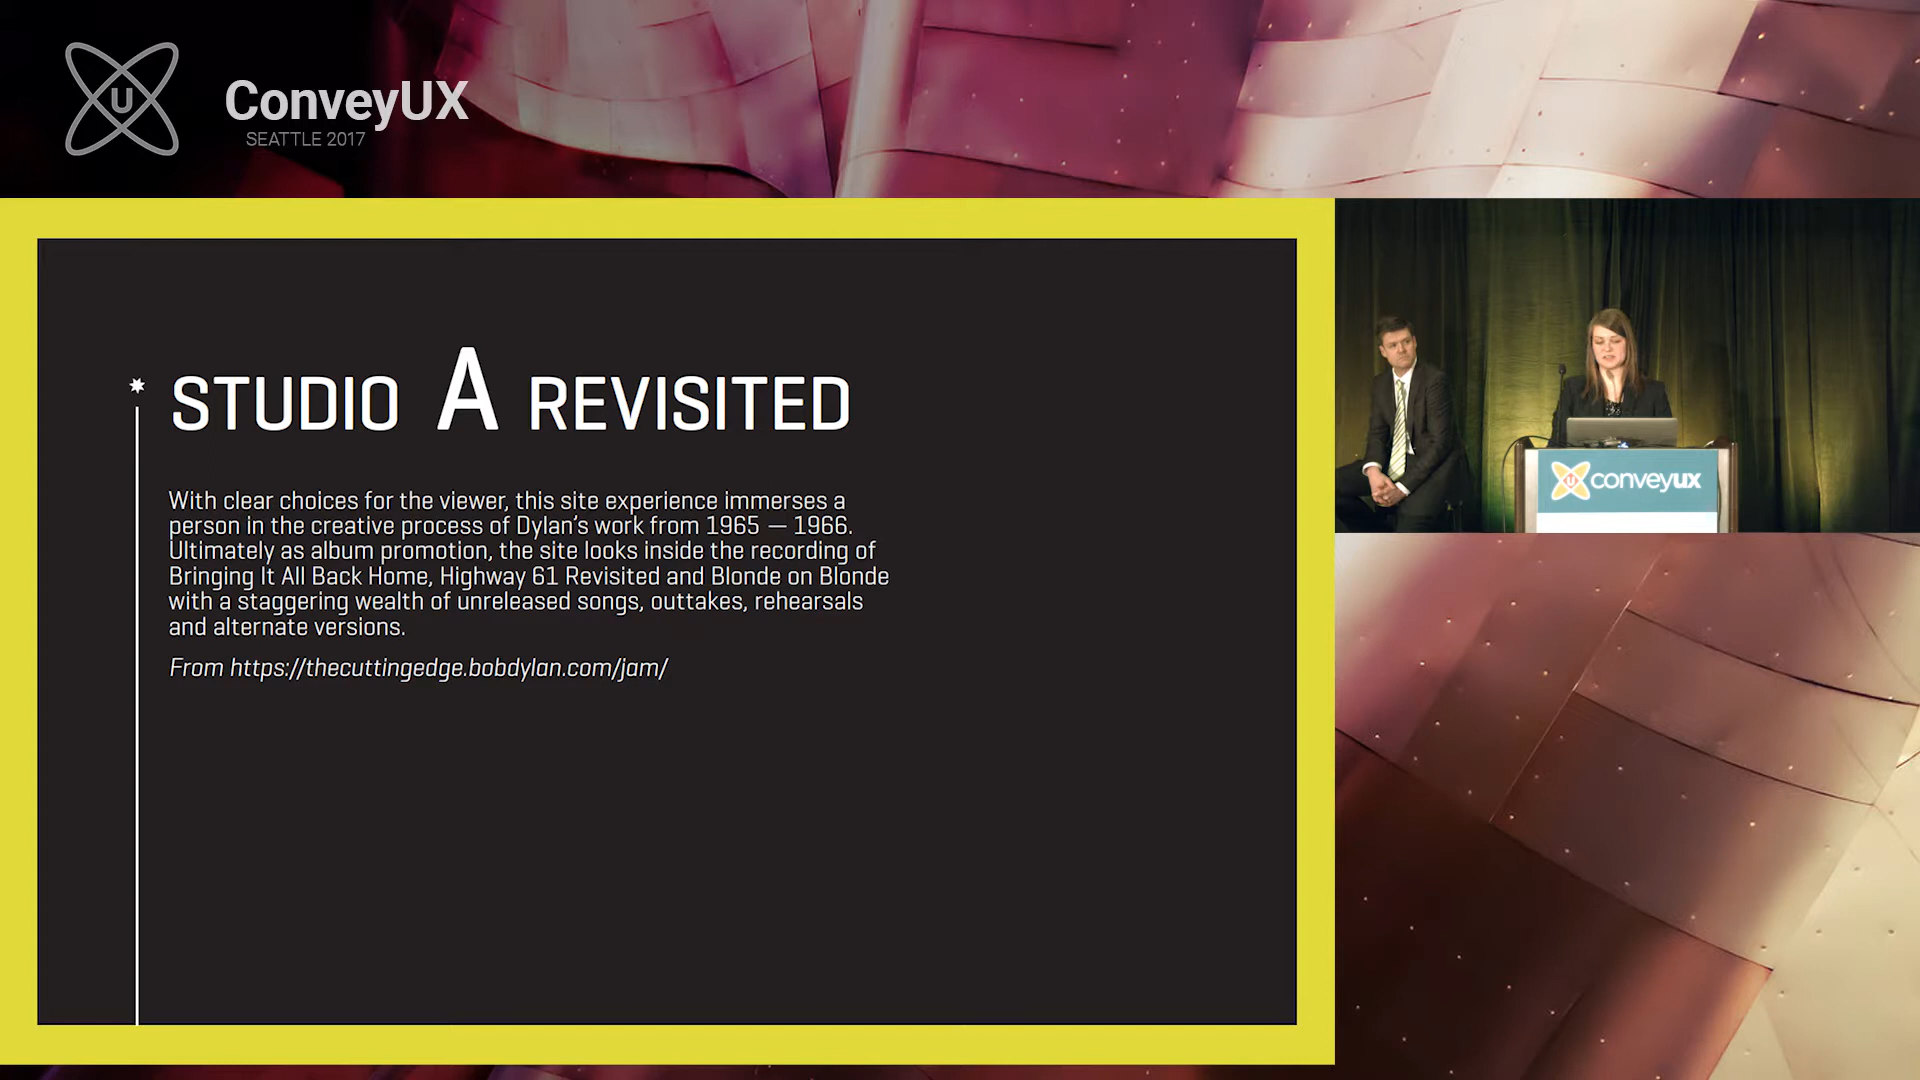 U
ConveyUX
SEATTLE 2017
STUDIO A REVISITED
With clear choices for the viewer, this site experience immerses a
person in the creative process of Dylan's work from 1965 — 1966.
Ultimately as album promotion, the site looks inside the recording of
Bringing It All Back Home, Highway 61 Revisited and Blonde on Blonde
with a staggering wealth of unreleased songs, outtakes, rehearsals
and alternate versions.
From https://thecuttingedge.bobdylan.com/jam/
U conveyux